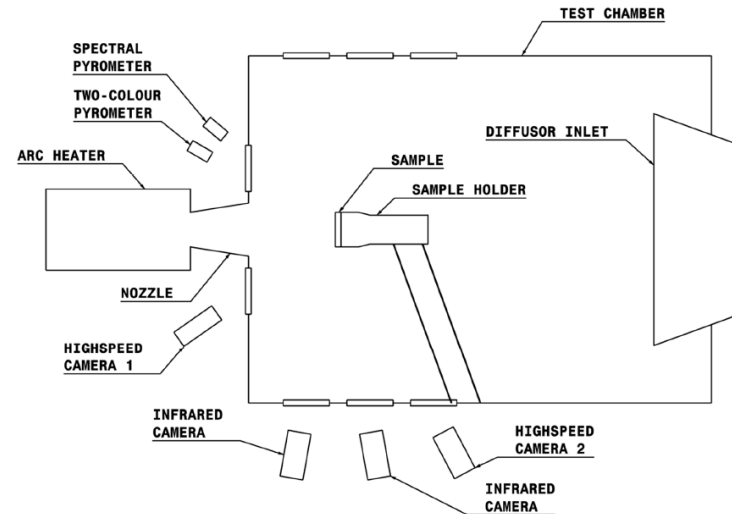 TEST CHAMBER
SPECTRAL
PYROMETER
TWO-COLOUR
PYROMETER
ARC HEATER
DIFFUSOR INLET
SAMPLE
SAMPLE HOLDER
NOZZLE
HIGHSPEED
CAMERA 1
INFRARED
CAMERA
HIGHSPEED
CAMERA 2
INFRARED
CAMERA